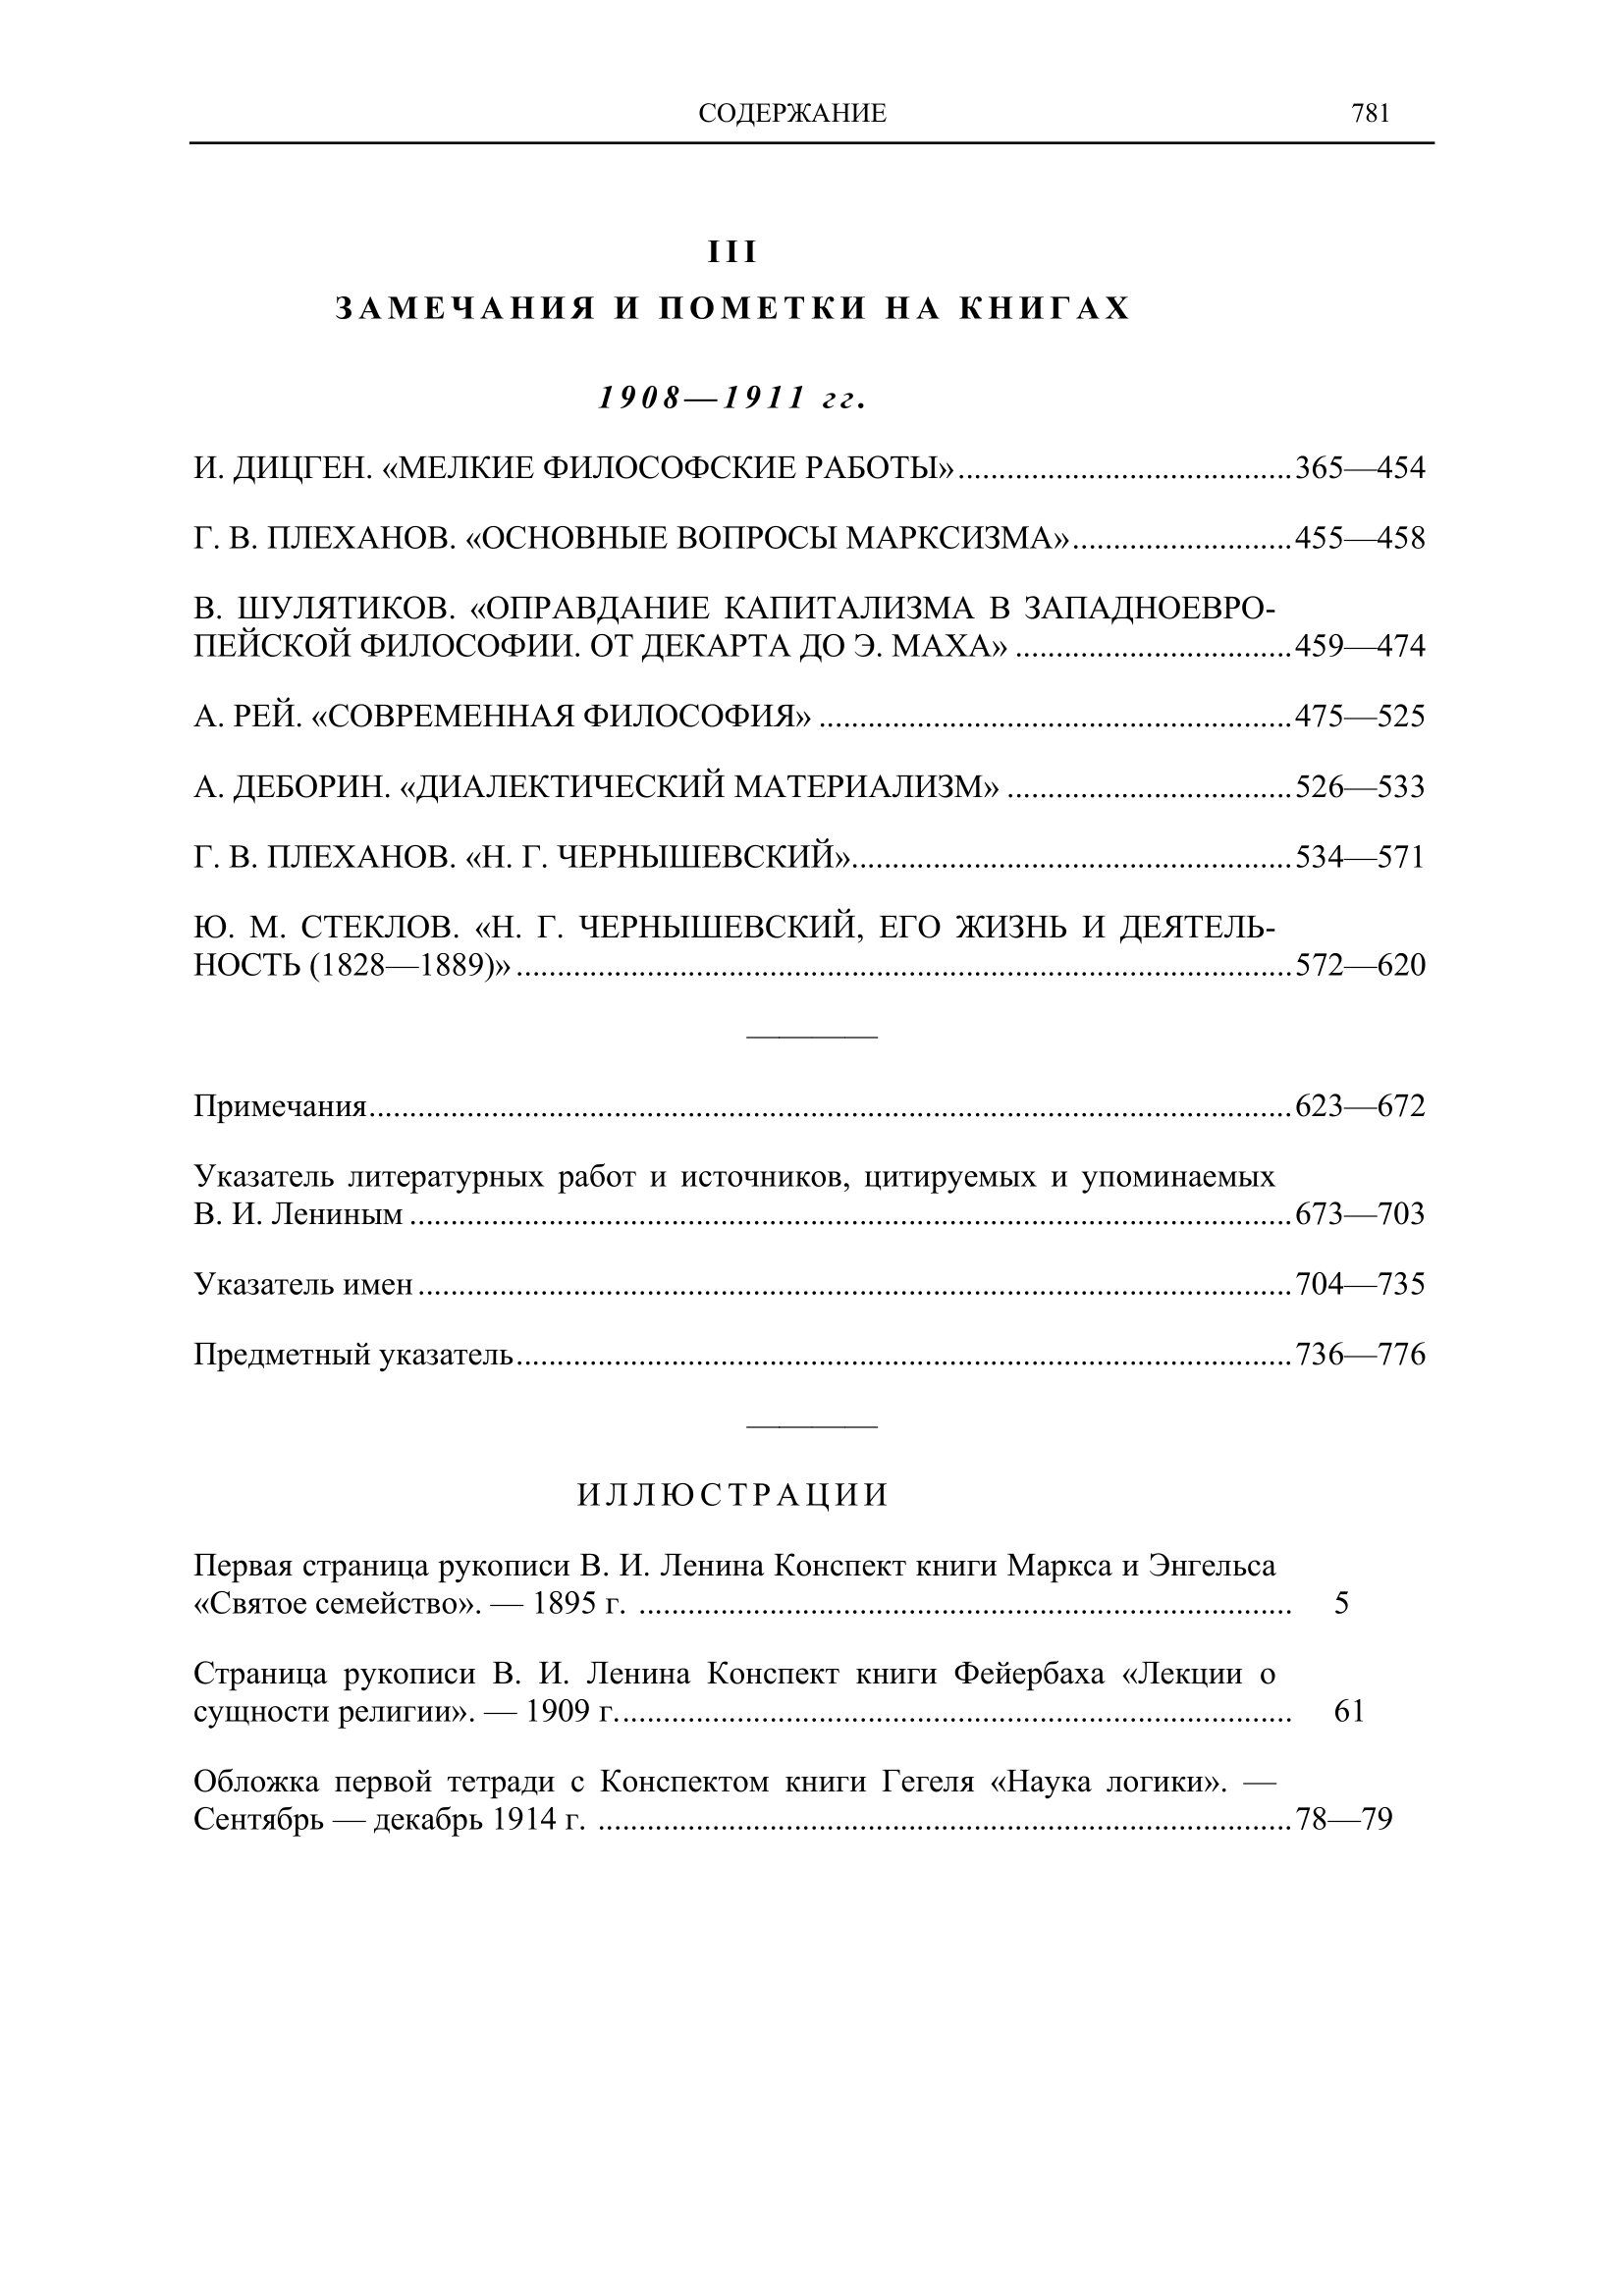 СОДЕРЖАНИЕ 781
III
ЗАМЕЧАНИЯ И ПОМЕТКИ НА КНИГАХ
1908—1911 гг.
И. ДИЦГЕН. «МЕЛКИЕ ФИЛОСОФСКИЕ РАБОТЫ»......................................... 365—454
Г. В. ПЛЕХАНОВ. «ОСНОВНЫЕ ВОПРОСЫ МАРКСИЗМА»........................... 455—458
В. ШУЛЯТИКОВ. «ОПРАВДАНИЕ КАПИТАЛИЗМА В ЗАПАДНОЕВРО-
ПЕЙСКОЙ ФИЛОСОФИИ. ОТ ДЕКАРТА ДО Э. МАХА» .................................. 459—474
А. РЕЙ. «СОВРЕМЕННАЯ ФИЛОСОФИЯ» .......................................................... 475—525
А. ДЕБОРИН. «ДИАЛЕКТИЧЕСКИЙ МАТЕРИАЛИЗМ» ................................... 526—533
Г. В. ПЛЕХАНОВ. «Н. Г. ЧЕРНЫШЕВСКИЙ»...................................................... 534—571
Ю. М. СТЕКЛОВ. «Н. Г. ЧЕРНЫШЕВСКИЙ, ЕГО ЖИЗНЬ И ДЕЯТЕЛЬ-
НОСТЬ (1828—1889)» ............................................................................................... 572—620
Примечания................................................................................................................. 623—672
Указатель литературных работ и источников, цитируемых и упоминаемых
В. И. Лениным ............................................................................................................ 673—703
Указатель имен ........................................................................................................... 704—735
Предметный указатель............................................................................................... 736—776
ИЛЛЮСТРАЦИИ
Первая страница рукописи В. И. Ленина Конспект книги Маркса и Энгельса
«Святое семейство». — 1895 г. ................................................................................ 5
Страница рукописи В. И. Ленина Конспект книги Фейербаха «Лекции о
сущности религии». — 1909 г................................................................................... 61
Обложка первой тетради с Конспектом книги Гегеля «Наука логики». —
Сентябрь — декабрь 1914 г. ..................................................................................... 78—79